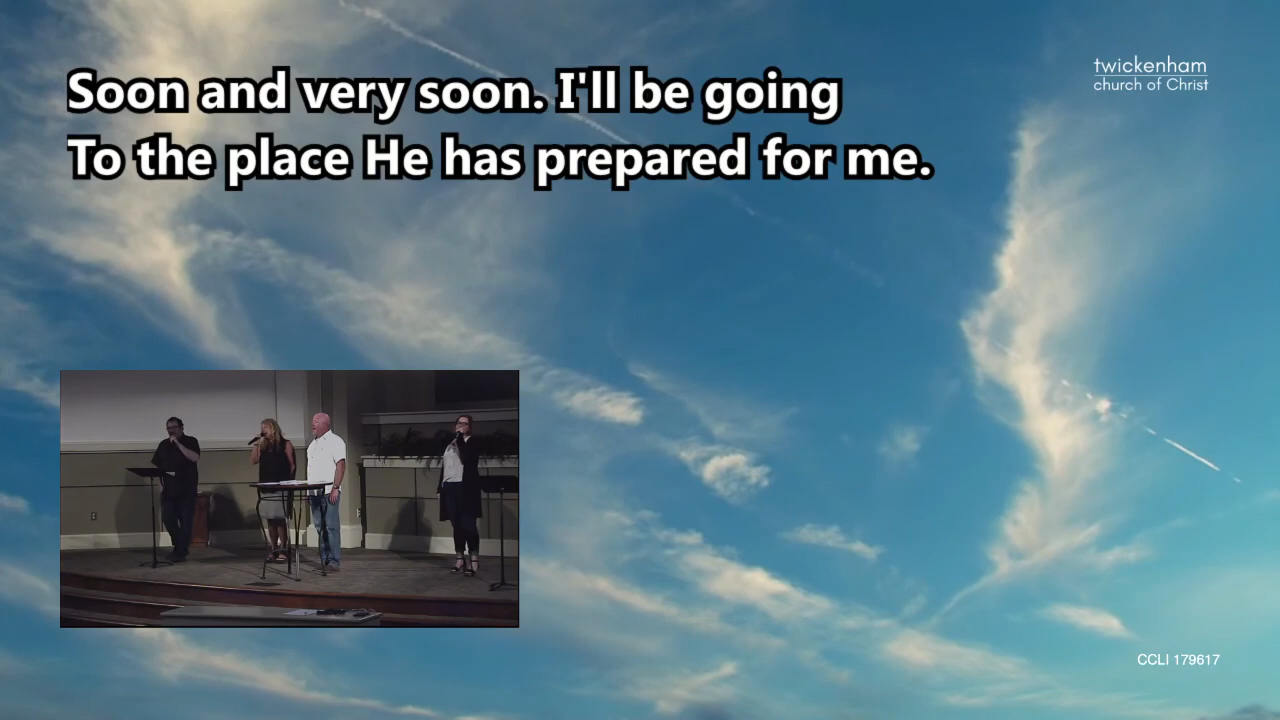 Soon and very soon. I'll be going
To the place He has prepared for me.
twickenham
church of Christ
CCLI 179617